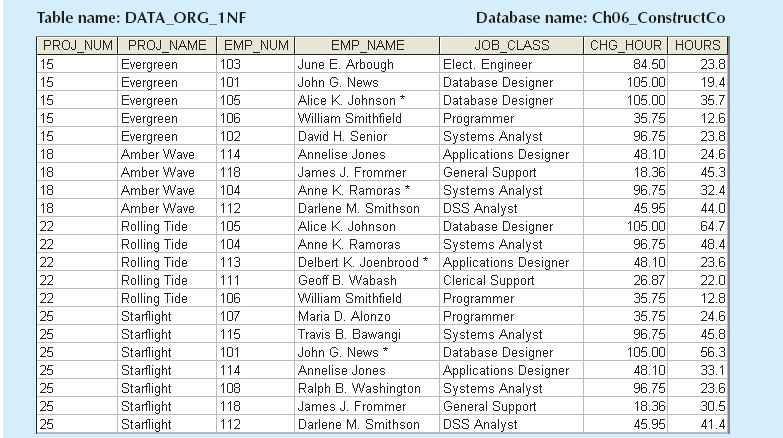 Table name: DATA_ORG_1NF Database name: Ch06_ConstructCo
PROJ_NUM PROJ_NAME EMP_NUM EMP_NAME JOB_CLASS CHG_HOUR HOURS
15 Evergreen 103 June E. Arbough Elect. Engineer 84.50 23.8
15 Evergreen 101 John G. News Database Designer 105.00 19.4
15 Evergreen 105 Alice K. Johnson * Database Designer 105.00 35.7
15 Evergreen 106 William Smithfield Programmer 35.75 12.6
15 Evergreen 102 David H. Senior Systems Analyst 96.75 23.8
18 Amber Wave 114 Annelise Jones Applications Designer 48.10 24.6
18 Amber Wave 118 James J. Frommer General Support 18.36 45.3
18 Amber Wave 104 Anne K. Ramoras * Systems Analyst 96.75 32.4
18 Amber Wave 112 Darlene M. Smithson DSS Analyst 45.95 44.0
22 Rolling Tide 105 Alice K. Johnson Database Designer 105.00 64.7
22 Rolling Tide 104 Anne K. Ramoras Systems Analyst 96.75 48.4
22 Rolling Tide 113 Delbert K. Joenbrood * Applications Designer 48.10 23.6
22 Rolling Tide 111 Geoff B. Wabash Clerical Support 26.87 22.0
22 Rolling Tide 106 William Smithfield Programmer 35.75 12.8
25 Starflight 107 Maria D. Alonzo Programmer 35.75 24.6
25 Starflight 115 Travis B. Bawangi Systems Analyst 96.75 45.8
25 Starflight 101 John G. News * Database Designer 105.00 56.3
25 Starflight 114 Annelise Jones Applications Designer 48.10 33.1
25 Starflight 108 Ralph B. Washington Systems Analyst 96.75 23.6
25 Starflight 118 James J. Frommer General Support 18.36 30.5
25 Starflight 112 Darlene M. Smithson DSS Analyst 45.95 41.4